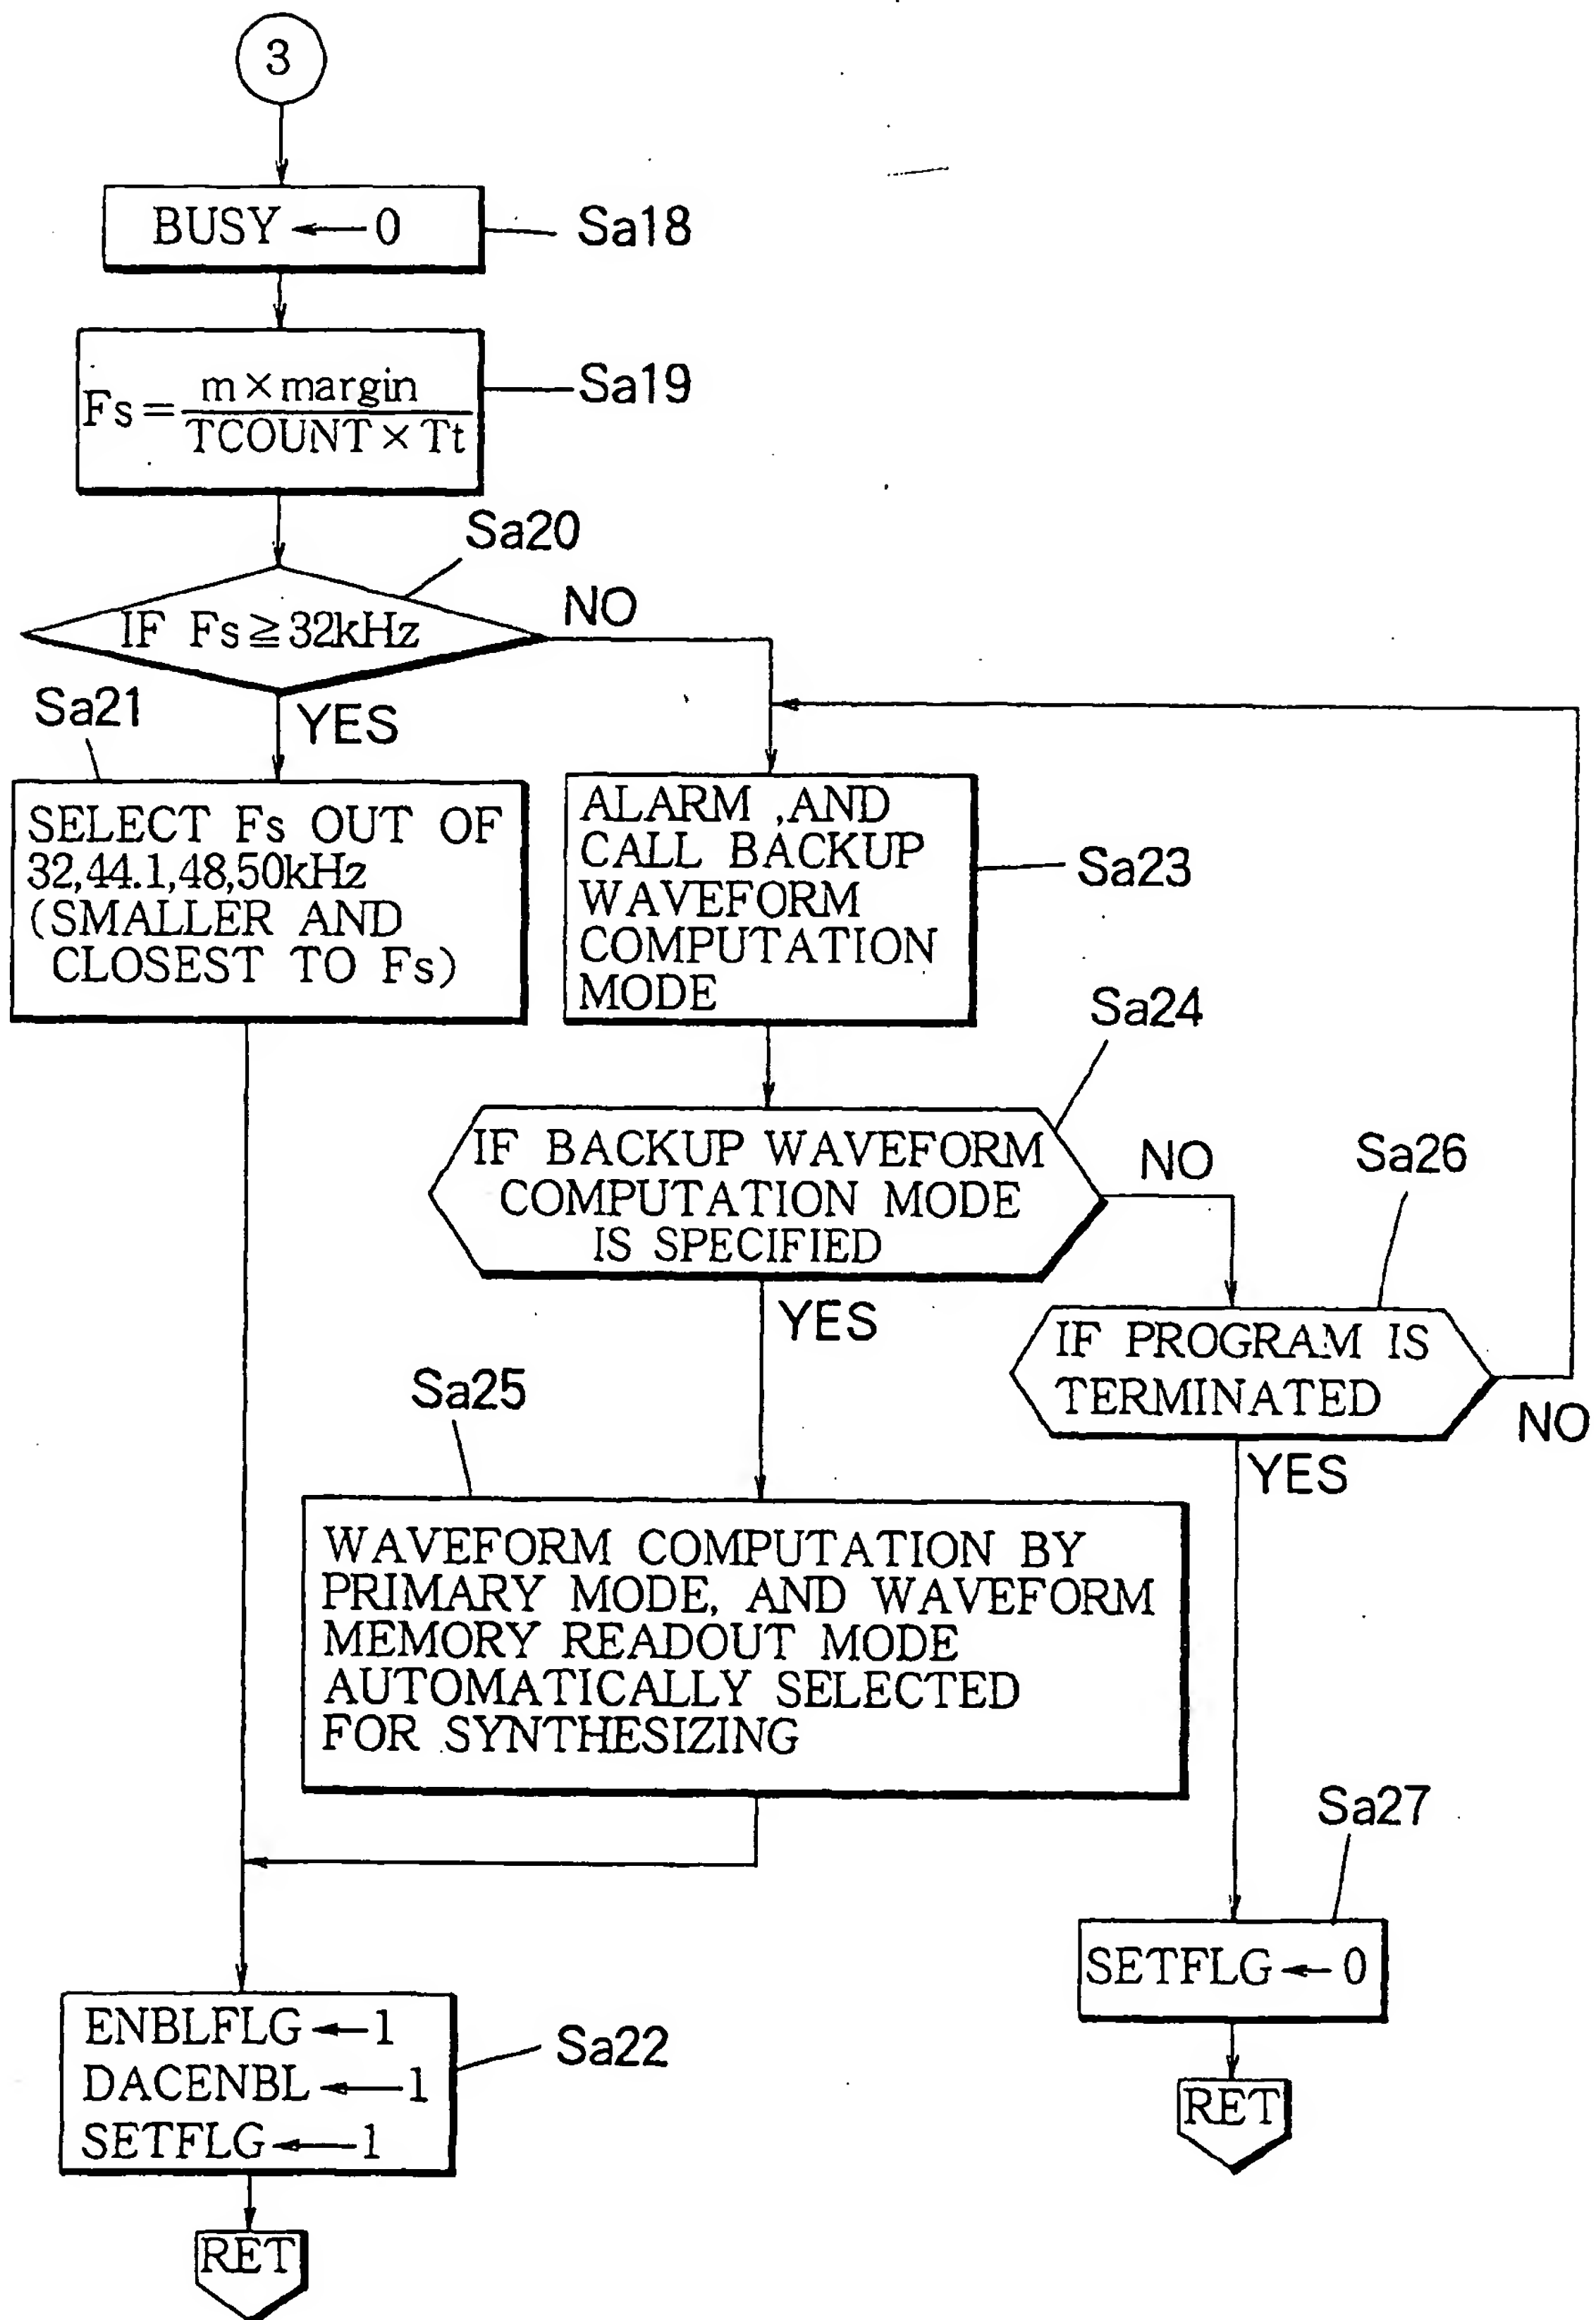 3
BUSY ← 0
Sa18
Fs = m × margin / TCOUNT × Tt
Sa19
Sa20
IF Fs ≧ 32kHz
NO
Sa21
YES
SELECT Fs OUT OF
32,44.1,48,50kHz
(SMALLER AND
CLOSEST TO Fs)
ALARM ,AND
CALL BACKUP
WAVEFORM
COMPUTATION
MODE
Sa23
Sa24
IF BACKUP WAVEFORM
COMPUTATION MODE
IS SPECIFIED
NO
Sa26
YES
IF PROGRAM IS
TERMINATED
NO
YES
Sa25
WAVEFORM COMPUTATION BY
PRIMARY MODE, AND WAVEFORM
MEMORY READOUT MODE
AUTOMATICALLY SELECTED
FOR SYNTHESIZING
Sa27
SETFLG ← 0
RET
ENBLFLG ← 1
DACENBL ← 1
SETFLG ← 1
Sa22
RET